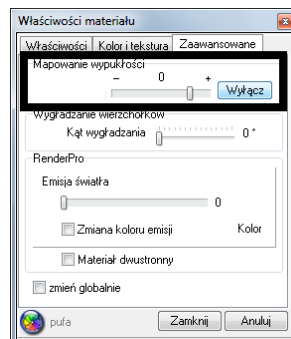 Właściwości materiału
Właściwości Kolor i tekstura Zaawansowane
Mapowanie wypukłości
- 0 +
Wyłącz
Wygładzanie wierzchołków
Kąt wygładzania 0 °
RenderPro
Emisja światła
0
Zmiana koloru emisji Kolor
Materiał dwustronny
zmień globalnie
pufa Zamknij Anuluj